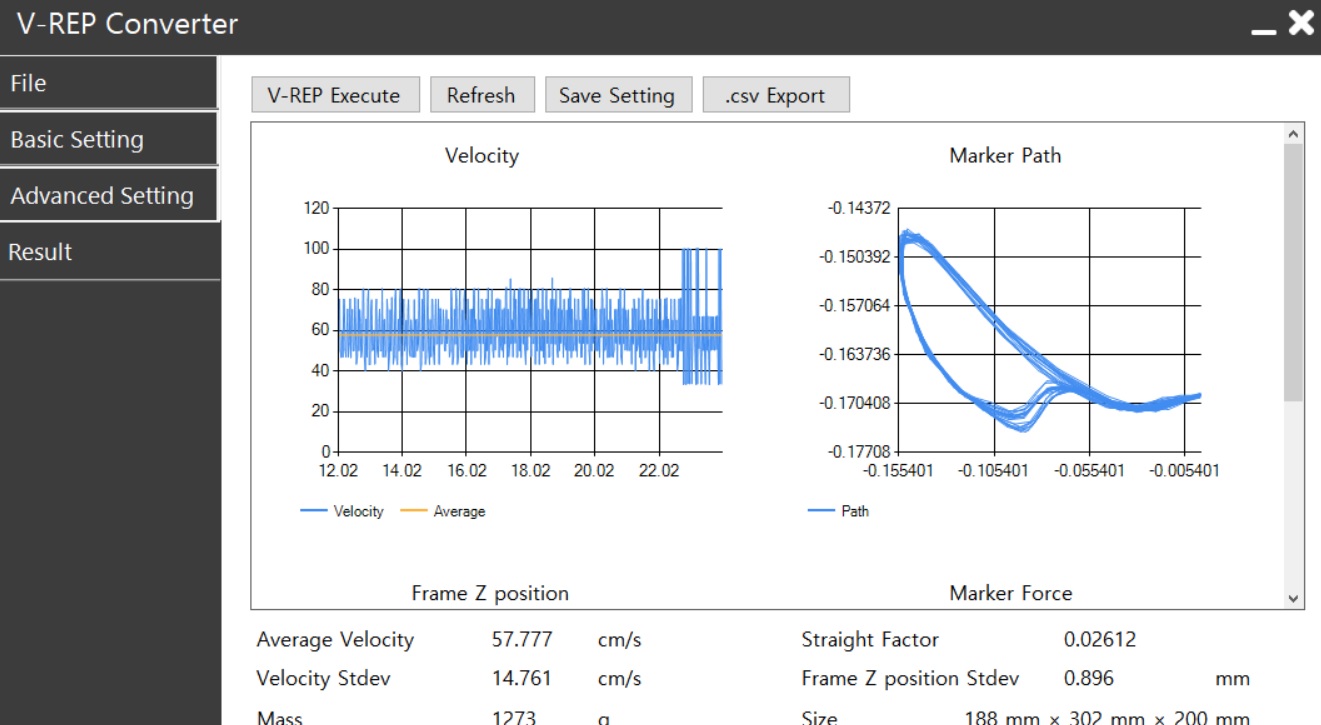 V-REP Converter
File
Basic Setting
Advanced Setting
Result
V-REP Execute Refresh Save Setting .csv Export
Velocity
120
100
80
60
40
20
0
12.02 14.02 16.02 18.02 20.02 22.02
Velocity Average
Marker Path
-0.14372
-0.150392
-0.157064
-0.163736
-0.170408
-0.17708
-0.155401 -0.105401 -0.055401 -0.005401
Path
Frame Z position
Marker Force
Average Velocity 57.777 cm/s
Straight Factor 0.02612
Velocity Stdev 14.761 cm/s
Frame Z position Stdev 0.896 mm
Mass 1273 g
Size 188 mm × 302 mm × 200 mm